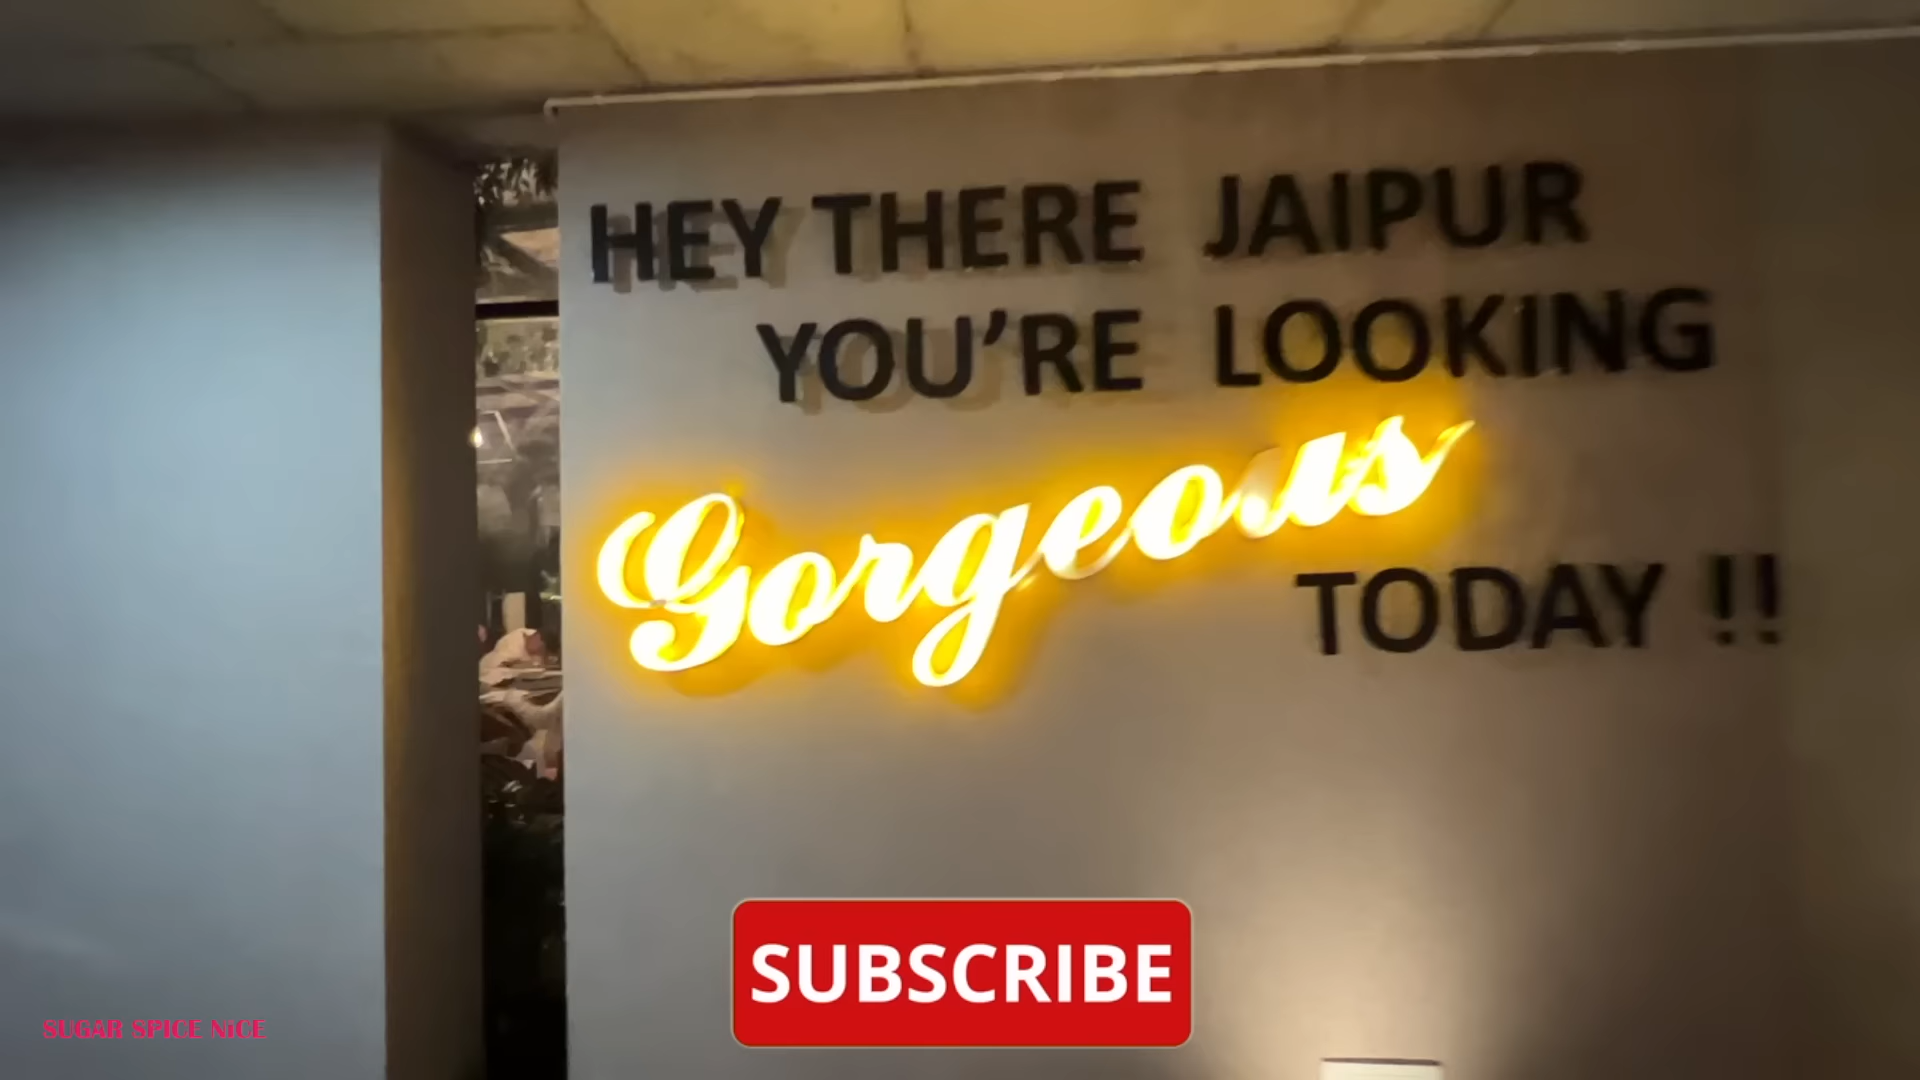 HEY THERE JAIPUR
YOU'RE LOOKING
Gorgeous
TODAY !!
SUBSCRIBE
SUGAR SPICE NiCE